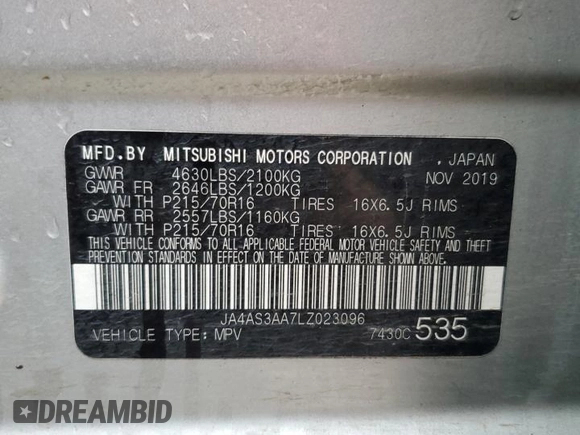 MFD.BY MITSUBISHI MOTORS CORPORATION . JAPAN
GVWR 4630LBS/2100KG NOV 2019
GAWR FR 2646LBS/1200KG
WITH P215/70R16 TIRES 16X6.5J RIMS
GAWR RR 2557LBS/1160KG
WITH P215/70R16 TIRES 16X6.5J RIMS
THIS VEHICLE CONFORMS TO ALL APPLICABLE FEDERAL MOTOR VEHICLE SAFETY AND THEFT
PREVENTION STANDARDS IN EFFECT ON THE DATE OF MANUFACTURE SHOWN ABOVE.
JA4AS3AA7LZ023096
VEHICLE TYPE: MPV 7430C 535
DREAMBID